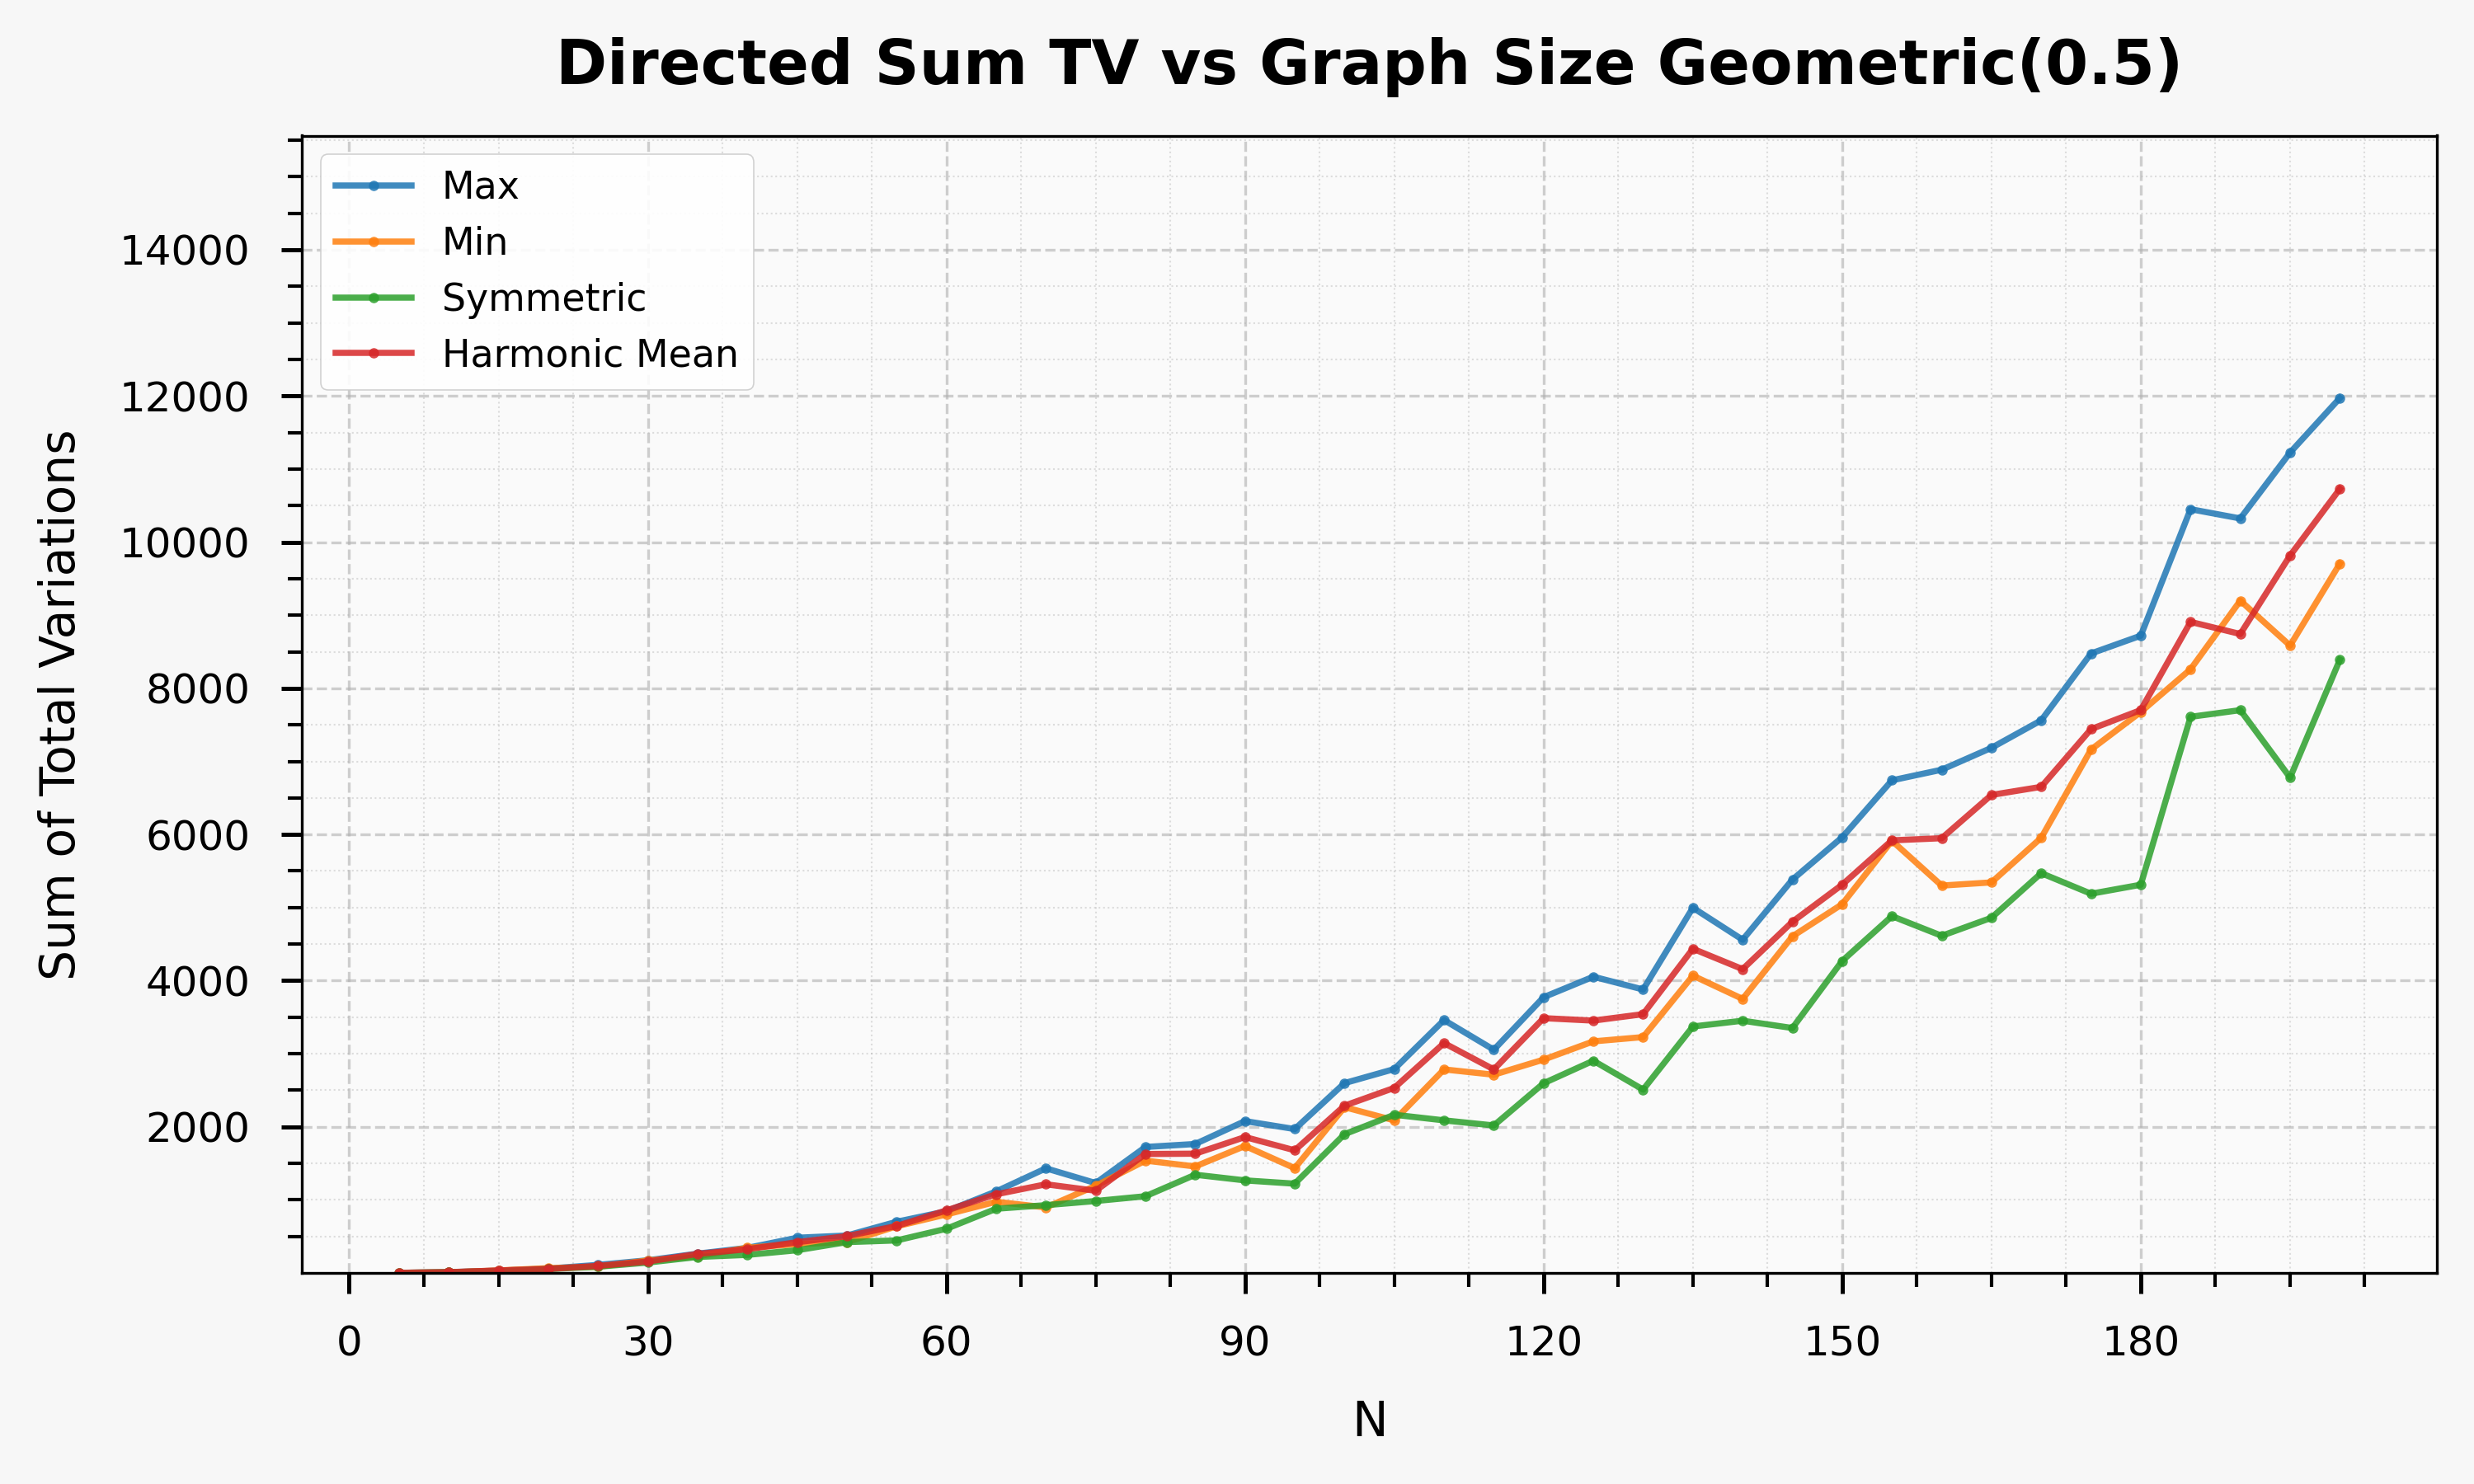 Directed Sum TV vs Graph Size Geometric(0.5)
Max
Min
Symmetric
Harmonic Mean
Sum of Total Variations
14000
12000
10000
8000
6000
4000
2000
0 30 60 90 120 150 180
N